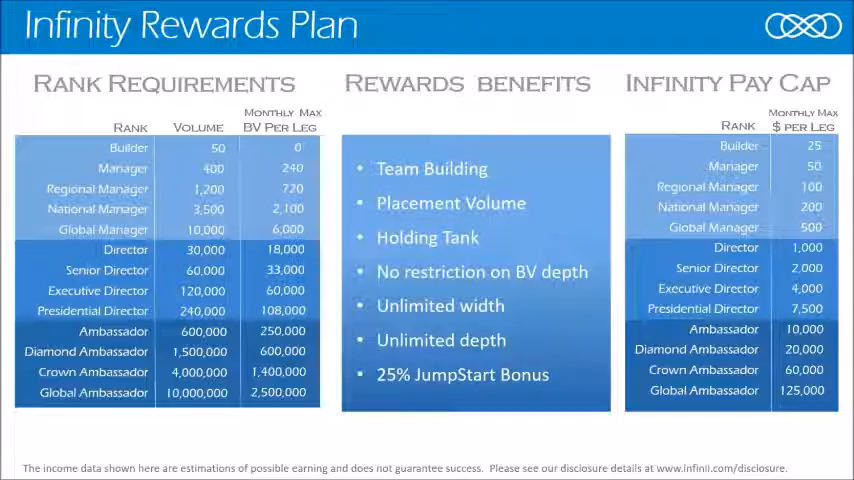 Infinity Rewards Plan
RANK REQUIREMENTS
RANK VOLUME MONTHLY MAX BV PER LEG
Builder 50 0
Manager 400 240
Regional Manager 1,200 720
National Manager 3,500 2,100
Global Manager 10,000 6,000
Director 30,000 18,000
Senior Director 60,000 33,000
Executive Director 120,000 60,000
Presidential Director 240,000 108,000
Ambassador 600,000 250,000
Diamond Ambassador 1,500,000 600,000
Crown Ambassador 4,000,000 1,400,000
Global Ambassador 10,000,000 2,500,000
REWARDS BENEFITS
• Team Building
• Placement Volume
• Holding Tank
• No restriction on BV depth
• Unlimited width
• Unlimited depth
• 25% JumpStart Bonus
INFINITY PAY CAP
RANK MONTHLY MAX $ PER LEG
Builder 25
Manager 50
Regional Manager 100
National Manager 200
Global Manager 500
Director 1,000
Senior Director 2,000
Executive Director 4,000
Presidential Director 7,500
Ambassador 10,000
Diamond Ambassador 20,000
Crown Ambassador 60,000
Global Ambassador 125,000
The income data shown here are estimations of possible earning and does not guarantee success. Please see our disclosure details at www.infinII.com/disclosure.